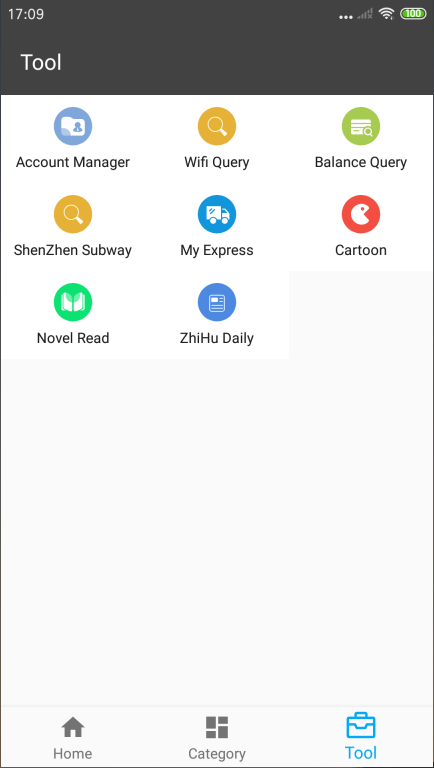 17:09
100
Tool
Account Manager
Wifi Query
Balance Query
ShenZhen Subway
My Express
Cartoon
Novel Read
ZhiHu Daily
Home
Category
Tool